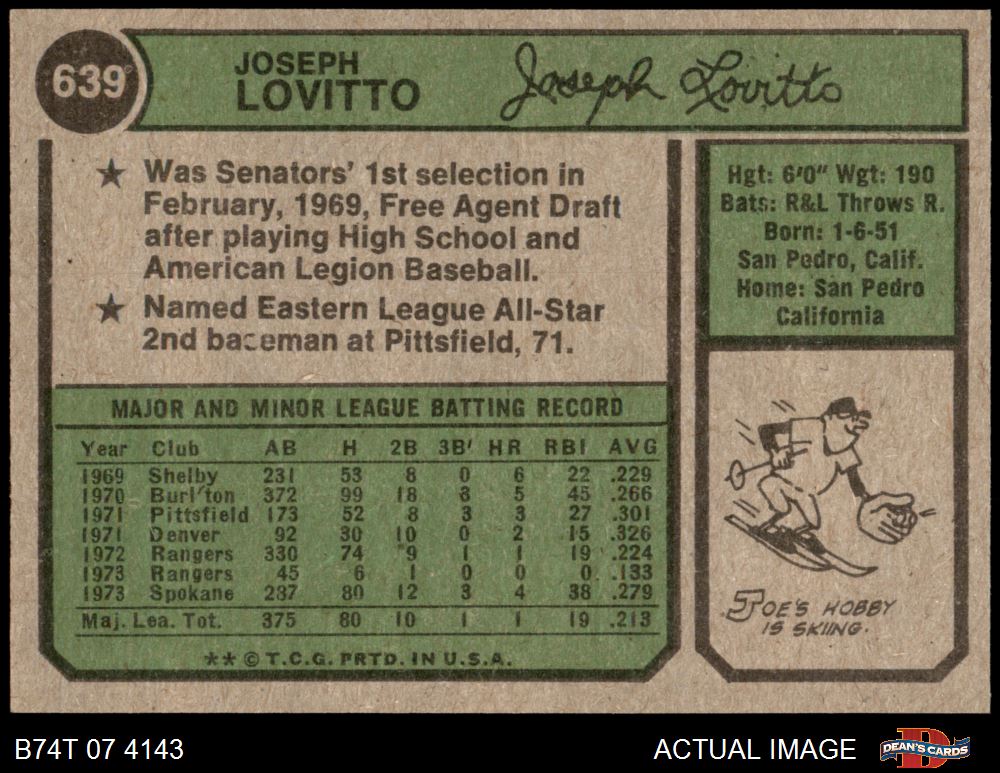 639
JOSEPH
LOVITTO
Joseph Lovitto
★ Was Senators' 1st selection in
February, 1969, Free Agent Draft
after playing High School and
American Legion Baseball.
★ Named Eastern League All-Star
2nd baseman at Pittsfield, 71.
Hgt: 6'0" Wgt: 190
Bats: R&L Throws R.
Born: 1-6-51
San Pedro, Calif.
Home: San Pedro
California
MAJOR AND MINOR LEAGUE BATTING RECORD
Year Club AB H 2B 3B HR RBI AVG
1969 Shelby 231 53 8 0 6 22 .229
1970 Burl'ton 372 99 18 8 5 45 .266
1971 Pittsfield 173 52 8 3 3 27 .301
1971 Denver 92 30 10 0 2 15 .326
1972 Rangers 330 74 9 1 1 19 .224
1973 Rangers 45 6 1 0 0 0 .133
1973 Spokane 287 80 12 3 4 38 .279
Maj. Lea. Tot. 375 80 10 1 1 19 .213
** © T.C.G. PRTD. IN U.S.A.
JOE'S HOBBY
IS SKIING.
B74T 07 4143
ACTUAL IMAGE
DEAN'S CARDS